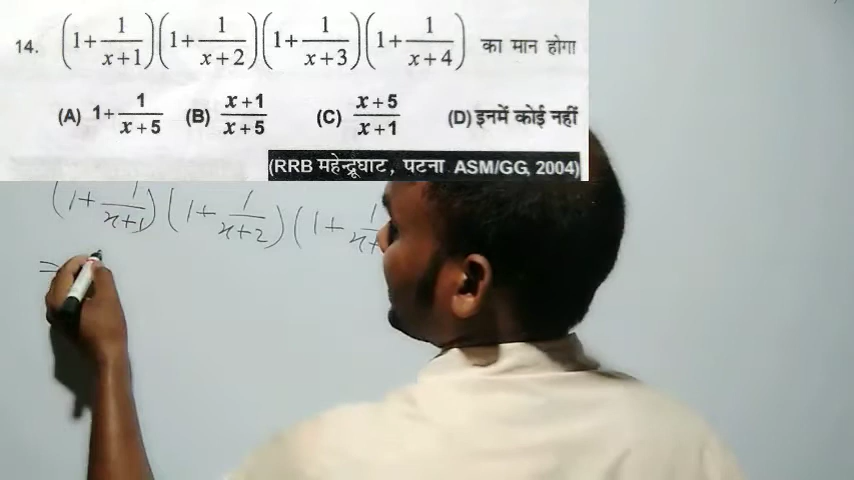 14. (1+ 1/(x+1))(1+ 1/(x+2))(1+ 1/(x+3))(1+ 1/(x+4)) का मान होगा
(A) 1+ 1/(x+5) (B) (x+1)/(x+5) (C) (x+5)/(x+1) (D) इनमें कोई नहीं
(RRB महेन्द्रूघाट, पटना ASM/GG, 2004)
(1+ 1/(x+1)) (1+ 1/(x+2)) (1+ 1/x+
=